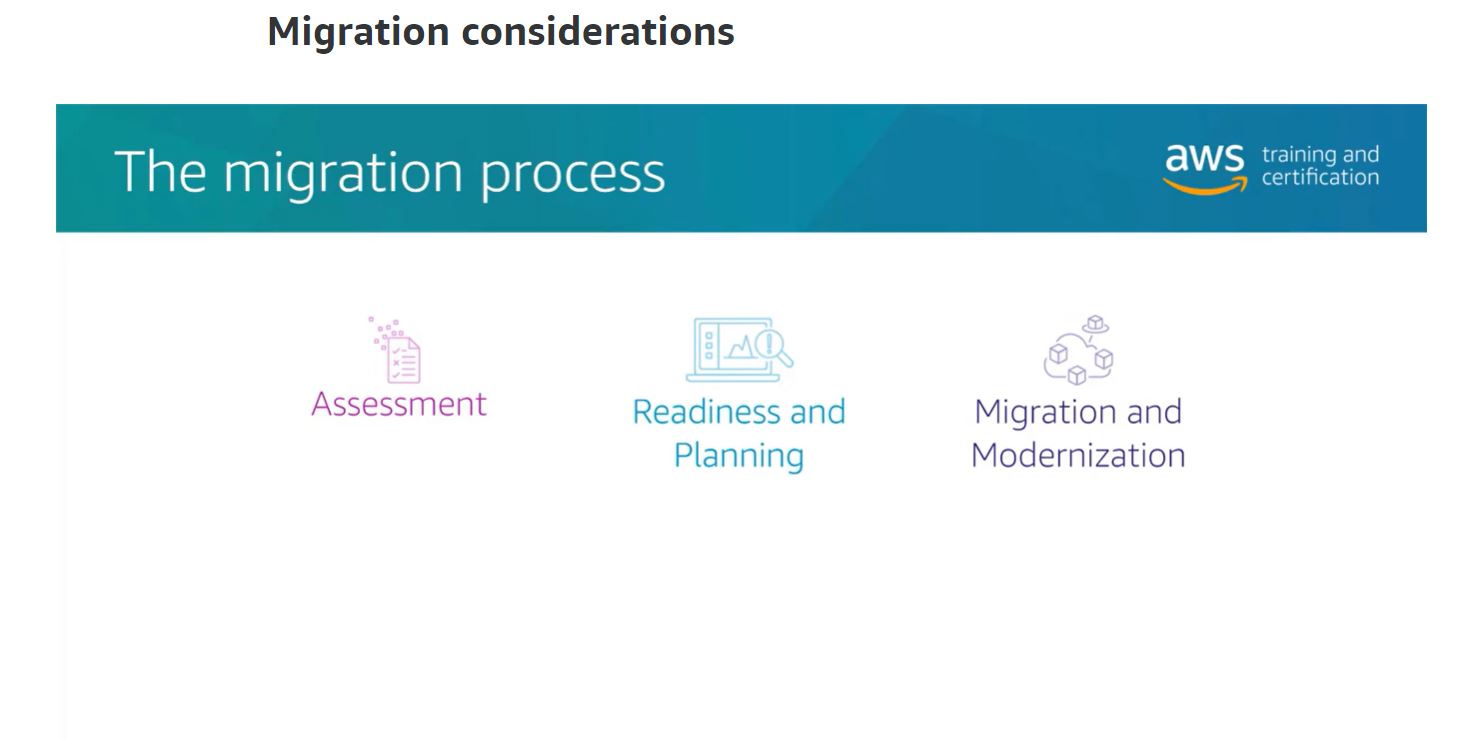 Migration considerations
The migration process
aws training and
certification
Assessment
Readiness and
Planning
Migration and
Modernization